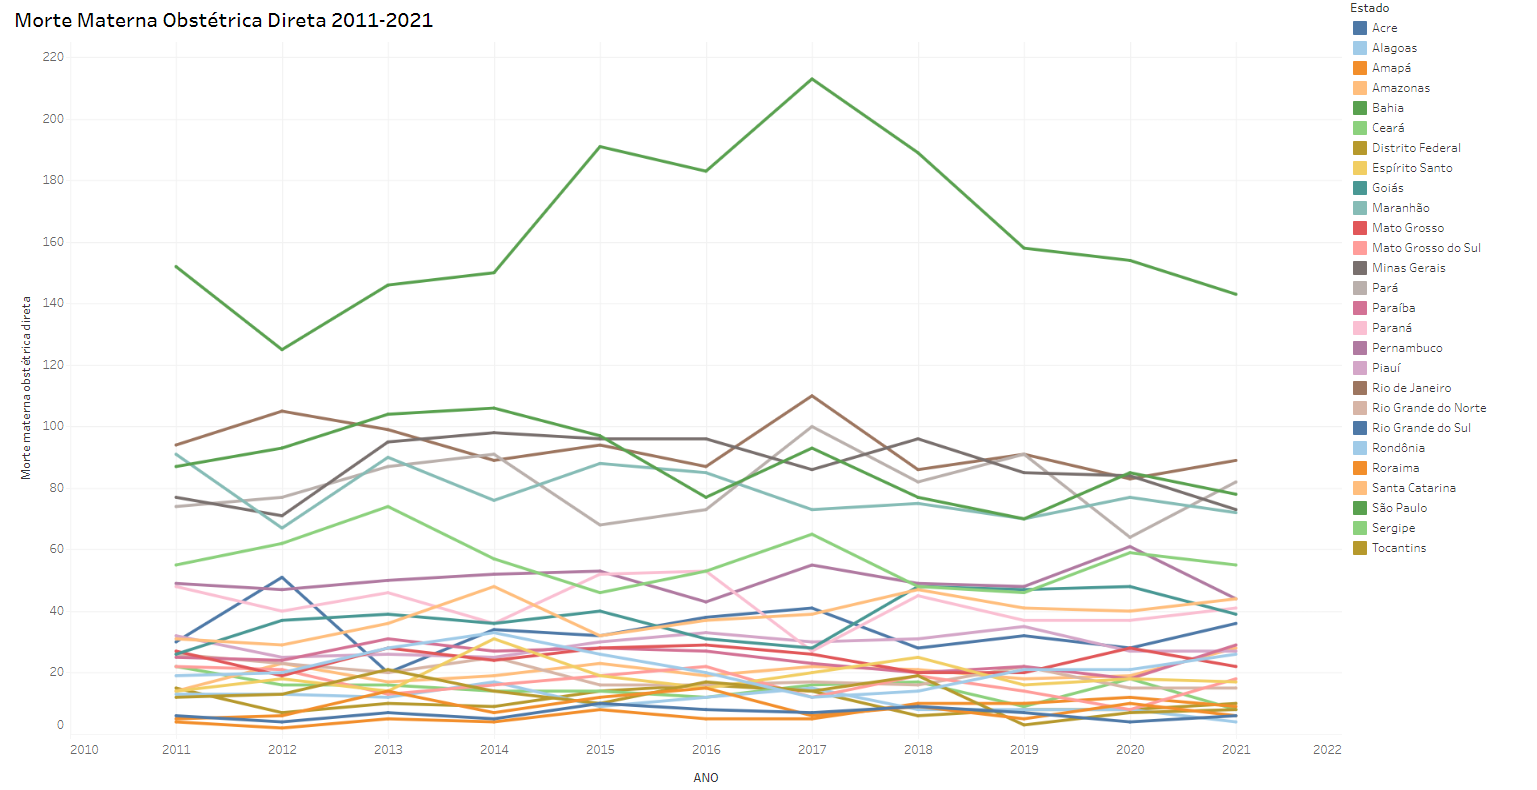 Morte Materna Obstétrica Direta 2011-2021
Estado
Acre
Alagoas
Amapá
Amazonas
Bahia
Ceará
Distrito Federal
Espírito Santo
Goiás
Maranhão
Mato Grosso
Mato Grosso do Sul
Minas Gerais
Pará
Paraíba
Paraná
Pernambuco
Piauí
Rio de Janeiro
Rio Grande do Norte
Rio Grande do Sul
Rondônia
Roraima
Santa Catarina
São Paulo
Sergipe
Tocantins
Morte materna obstétrica direta
220
200
180
160
140
120
100
80
60
40
20
0
2010 2011 2012 2013 2014 2015 2016 2017 2018 2019 2020 2021 2022
ANO